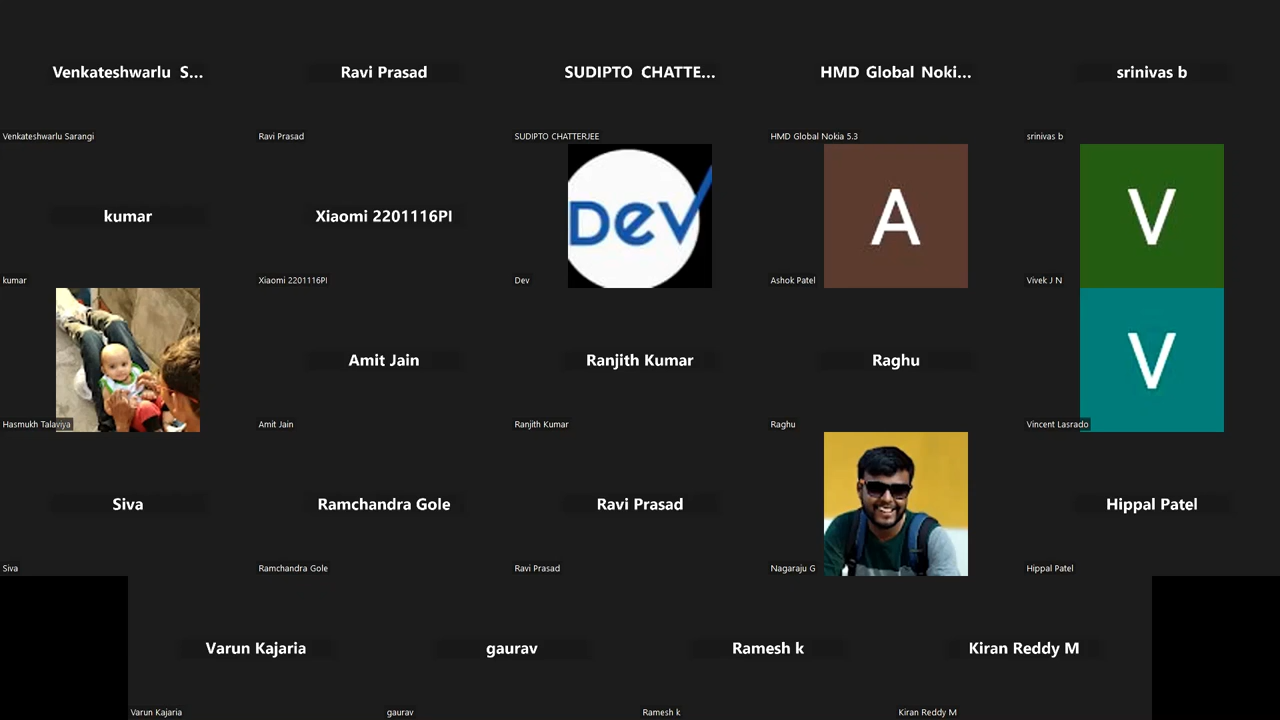 Venkateshwarlu S...
Ravi Prasad
SUDIPTO CHATTE...
HMD Global Noki...
srinivas b
Venkateshwarlu Sarangi
Ravi Prasad
SUDIPTO CHATTERJEE
HMD Global Nokia 5.3
srinivas b
kumar
Xiaomi 2201116PI
Dev
A
V
kumar
Xiaomi 2201116PI
Dev
Ashok Patel
Vivek J N
Amit Jain
Ranjith Kumar
Raghu
V
Hasmukh Talaviya
Amit Jain
Ranjith Kumar
Raghu
Vincent Lasrado
Siva
Ramchandra Gole
Ravi Prasad
Hippal Patel
Siva
Ramchandra Gole
Ravi Prasad
Nagaraju G
Hippal Patel
Varun Kajaria
gaurav
Ramesh k
Kiran Reddy M
Varun Kajaria
gaurav
Ramesh k
Kiran Reddy M